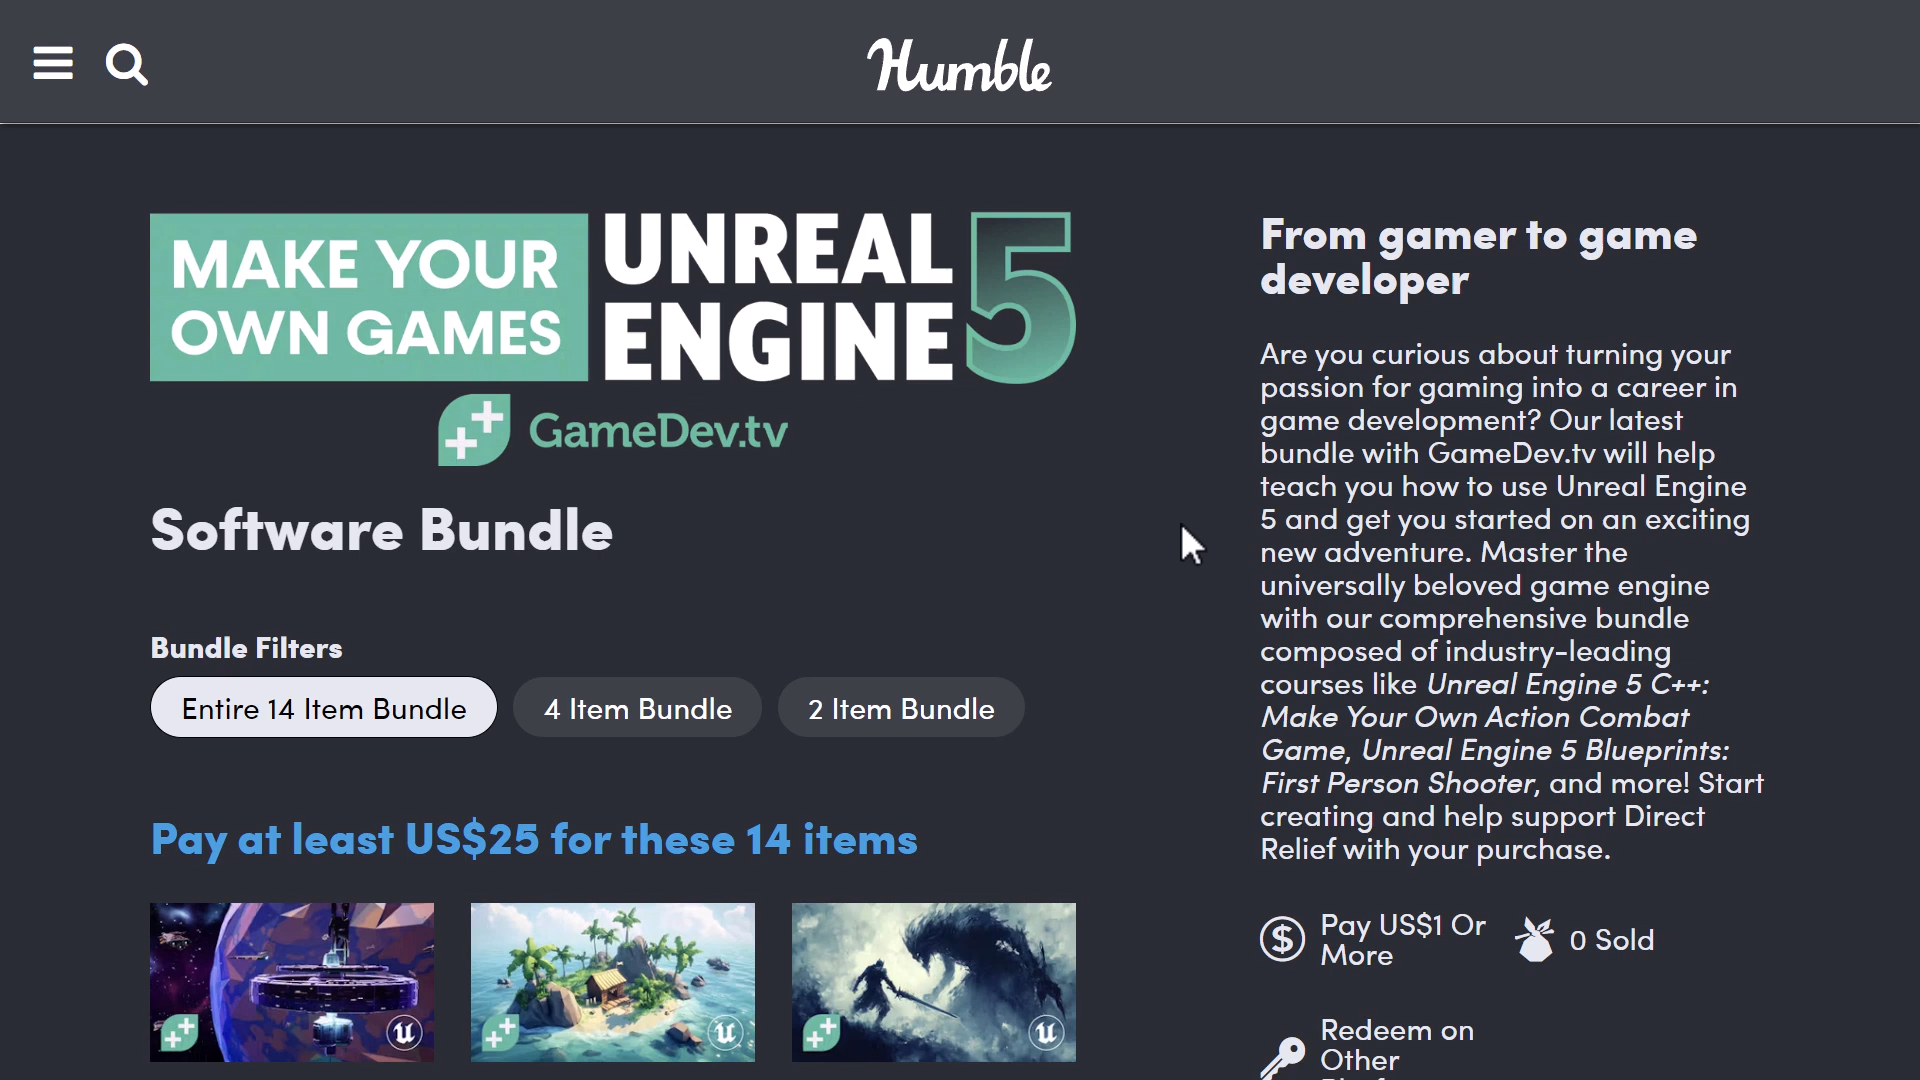 Humble
MAKE YOUR
OWN GAMES
UNREAL
ENGINE
5
GameDev.tv
Software Bundle
Bundle Filters
Entire 14 Item Bundle
4 Item Bundle
2 Item Bundle
Pay at least US$25 for these 14 items
From gamer to game
developer
Are you curious about turning your
passion for gaming into a career in
game development? Our latest
bundle with GameDev.tv will help
teach you how to use Unreal Engine
5 and get you started on an exciting
new adventure. Master the
universally beloved game engine
with our comprehensive bundle
composed of industry-leading
courses like Unreal Engine 5 C++:
Make Your Own Action Combat
Game, Unreal Engine 5 Blueprints:
First Person Shooter, and more! Start
creating and help support Direct
Relief with your purchase.
Pay US$1 Or
More
0 Sold
Redeem on
Other